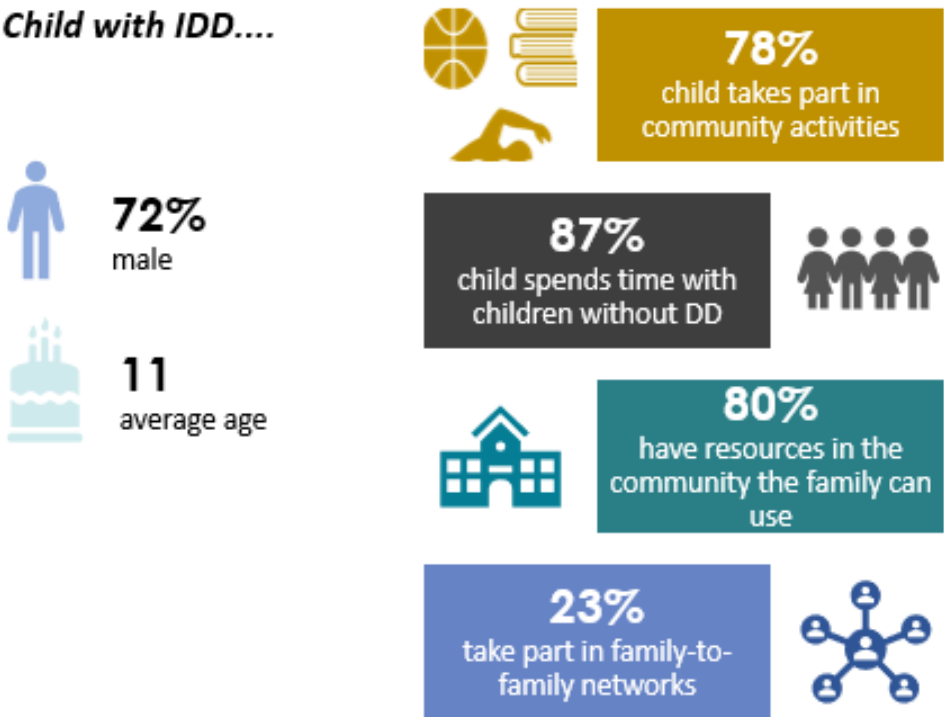 Child with IDD....
72%
male
11
average age
78%
child takes part in
community activities
87%
child spends time with
children without DD
80%
have resources in the
community the family can
use
23%
take part in family-to-
family networks